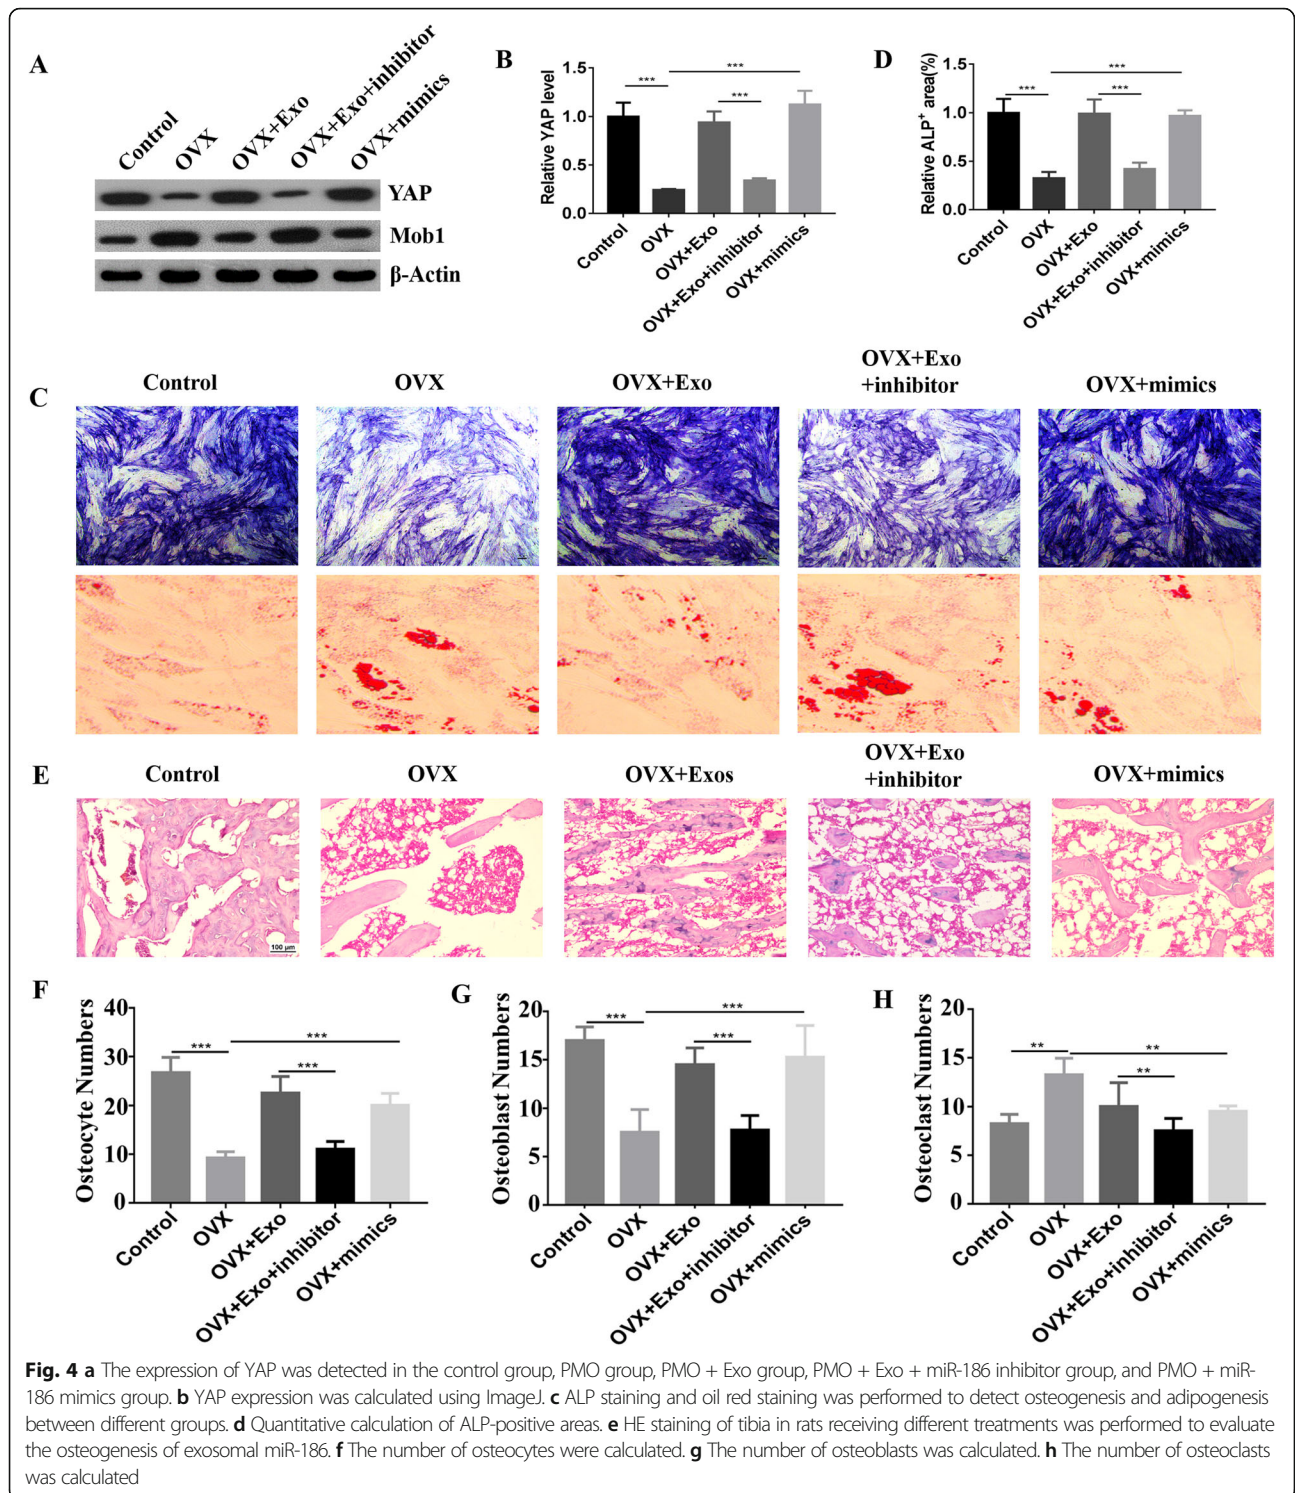 A
Control
OVX
OVX+Exo
OVX+Exo+inhibitor
OVX+mimics
YAP
Mob1
β-Actin
B
Relative YAP level
1.5
1.0
0.5
0.0
***
***
***
Control
OVX
OVX+Exo
OVX+Exo+inhibitor
OVX+mimics
D
Relative ALP+ area(%)
1.5
1.0
0.5
0.0
***
***
***
Control
OVX
OVX+Exo
OVX+Exo+inhibitor
OVX+mimics
C
Control
OVX
OVX+Exo
OVX+Exo
+inhibitor
OVX+mimics
E
Control
OVX
OVX+Exos
OVX+Exo
+inhibitor
OVX+mimics
100 μm
F
Osteocyte Numbers
40
30
20
10
0
***
***
***
Control
OVX
OVX+Exo
OVX+Exo+inhibitor
OVX+mimics
G
Osteoblast Numbers
20
15
10
5
0
***
***
***
Control
OVX
OVX+Exo
OVX+Exo+inhibitor
OVX+mimics
H
Osteoclast Numbers
20
15
10
5
0
**
**
**
Control
OVX
OVX+Exo
OVX+Exo+inhibitor
OVX+mimics
Fig. 4 a The expression of YAP was detected in the control group, PMO group, PMO + Exo group, PMO + Exo + miR-186 inhibitor group, and PMO + miR-
186 mimics group. b YAP expression was calculated using ImageJ. c ALP staining and oil red staining was performed to detect osteogenesis and adipogenesis
between different groups. d Quantitative calculation of ALP-positive areas. e HE staining of tibia in rats receiving different treatments was performed to evaluate
the osteogenesis of exosomal miR-186. f The number of osteocytes were calculated. g The number of osteoblasts was calculated. h The number of osteoclasts
was calculated